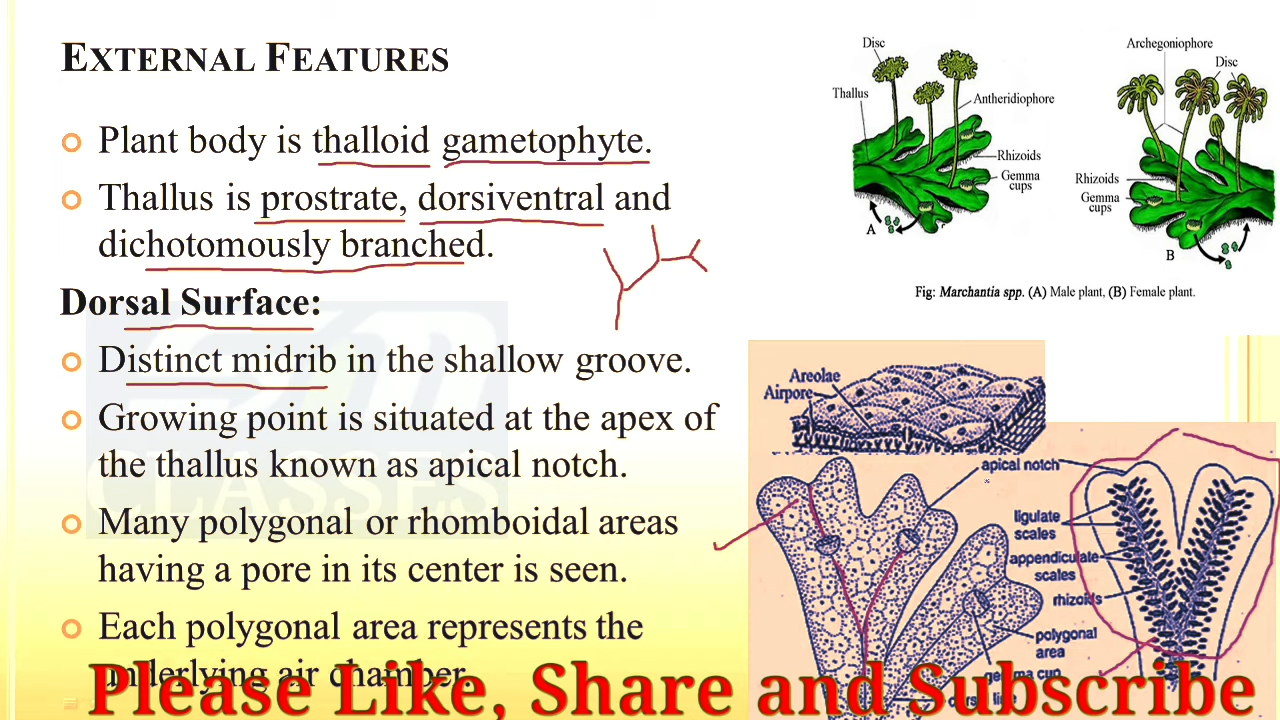 EXTERNAL FEATURES
Plant body is thalloid gametophyte.
Thallus is prostrate, dorsiventral and
dichotomously branched.
Dorsal Surface:
Distinct midrib in the shallow groove.
Growing point is situated at the apex of
the thallus known as apical notch.
Many polygonal or rhomboidal areas
having a pore in its center is seen.
Each polygonal area represents the
underlying air chamber.
Disc
Thallus
Antheridiophore
Rhizoids
Gemma
cups
A
Archegoniophore
Disc
Rhizoids
Gemma
cups
B
Fig: Marchantia spp. (A) Male plant, (B) Female plant.
Areolae
Airpore
apical notch
ligulate
scales
appendiculate
scales
rhizoids
polygonal
area
gemma cup
CLASSES
Please Like, Share and Subscribe